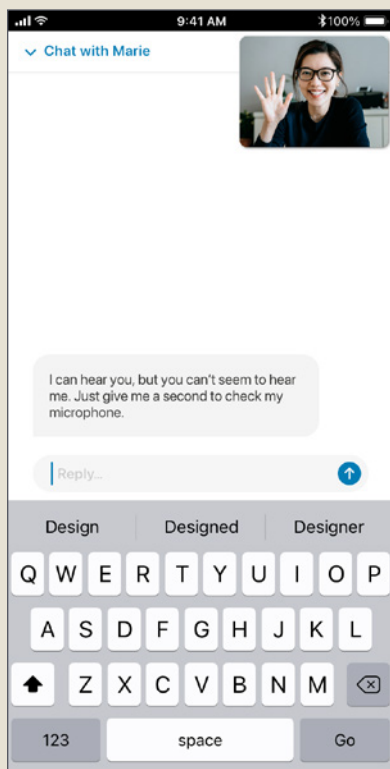 9:41 AM
100%
Chat with Marie
I can hear you, but you can't seem to hear
me. Just give me a second to check my
microphone.
Reply...
Design Designed Designer
Q W E R T Y U I O P
A S D F G H J K L
Z X C V B N M
123 space Go